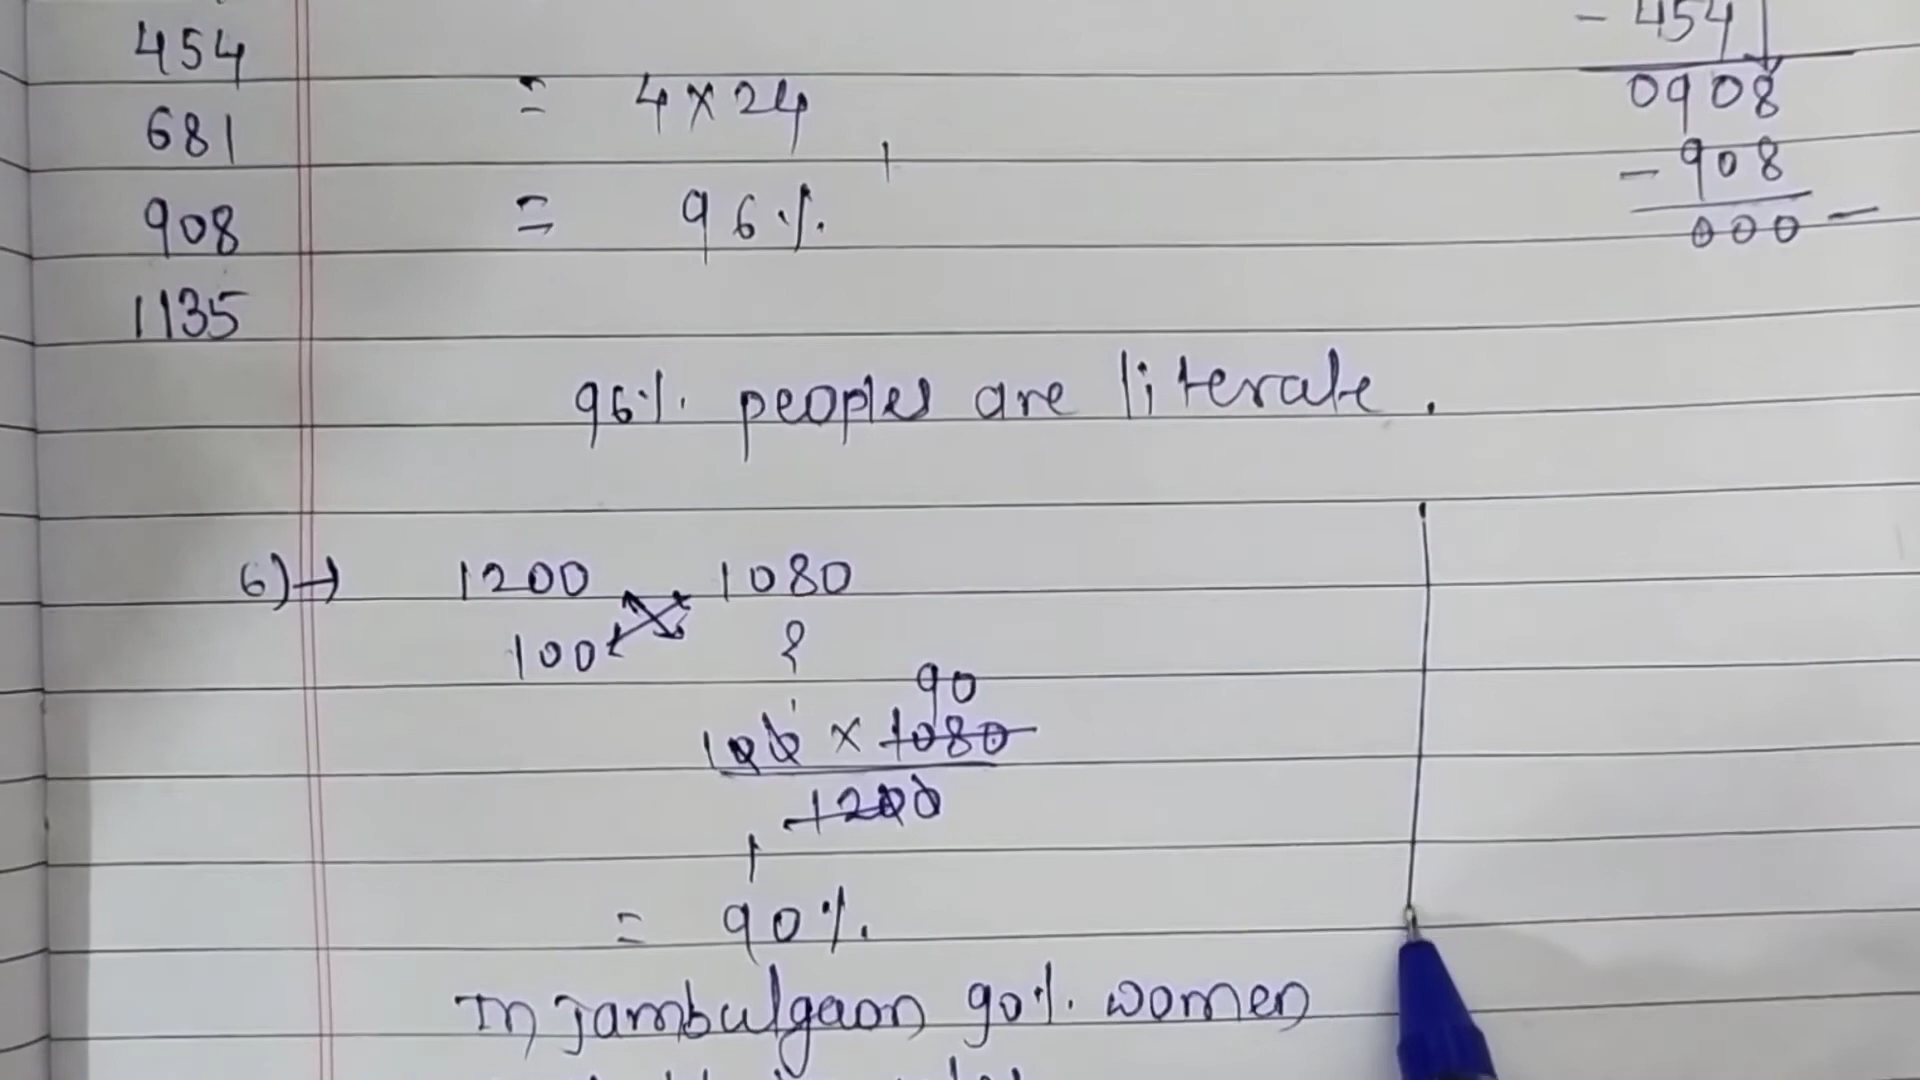 454
681
908
1135
= 4 × 24
= 96%.
- 454
0908
- 908
000
96% peoples are literate.
6)→ 1200 1080
100 ?
90
100 × 1080
1200
= 90%.
In Jambulgaon 90% women